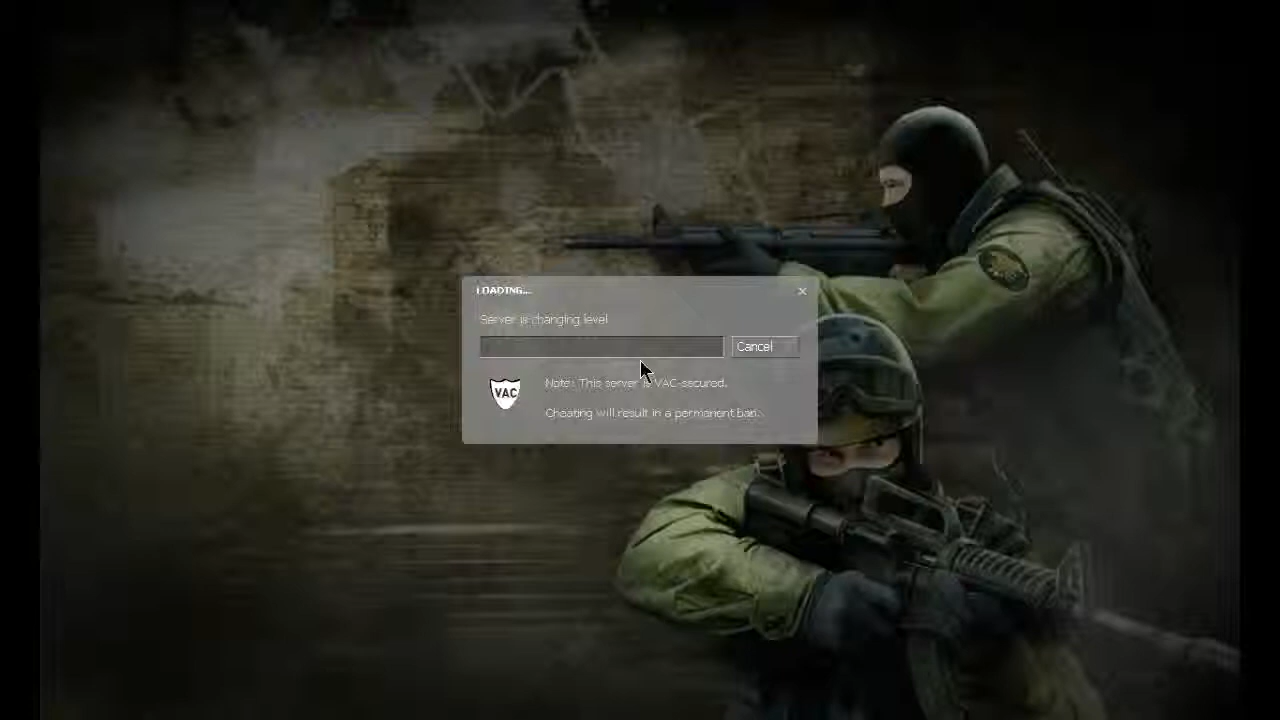 LOADING...
Server is changing level
Cancel
VAC
Note: This server is VAC-secured.
Cheating will result in a permanent ban.